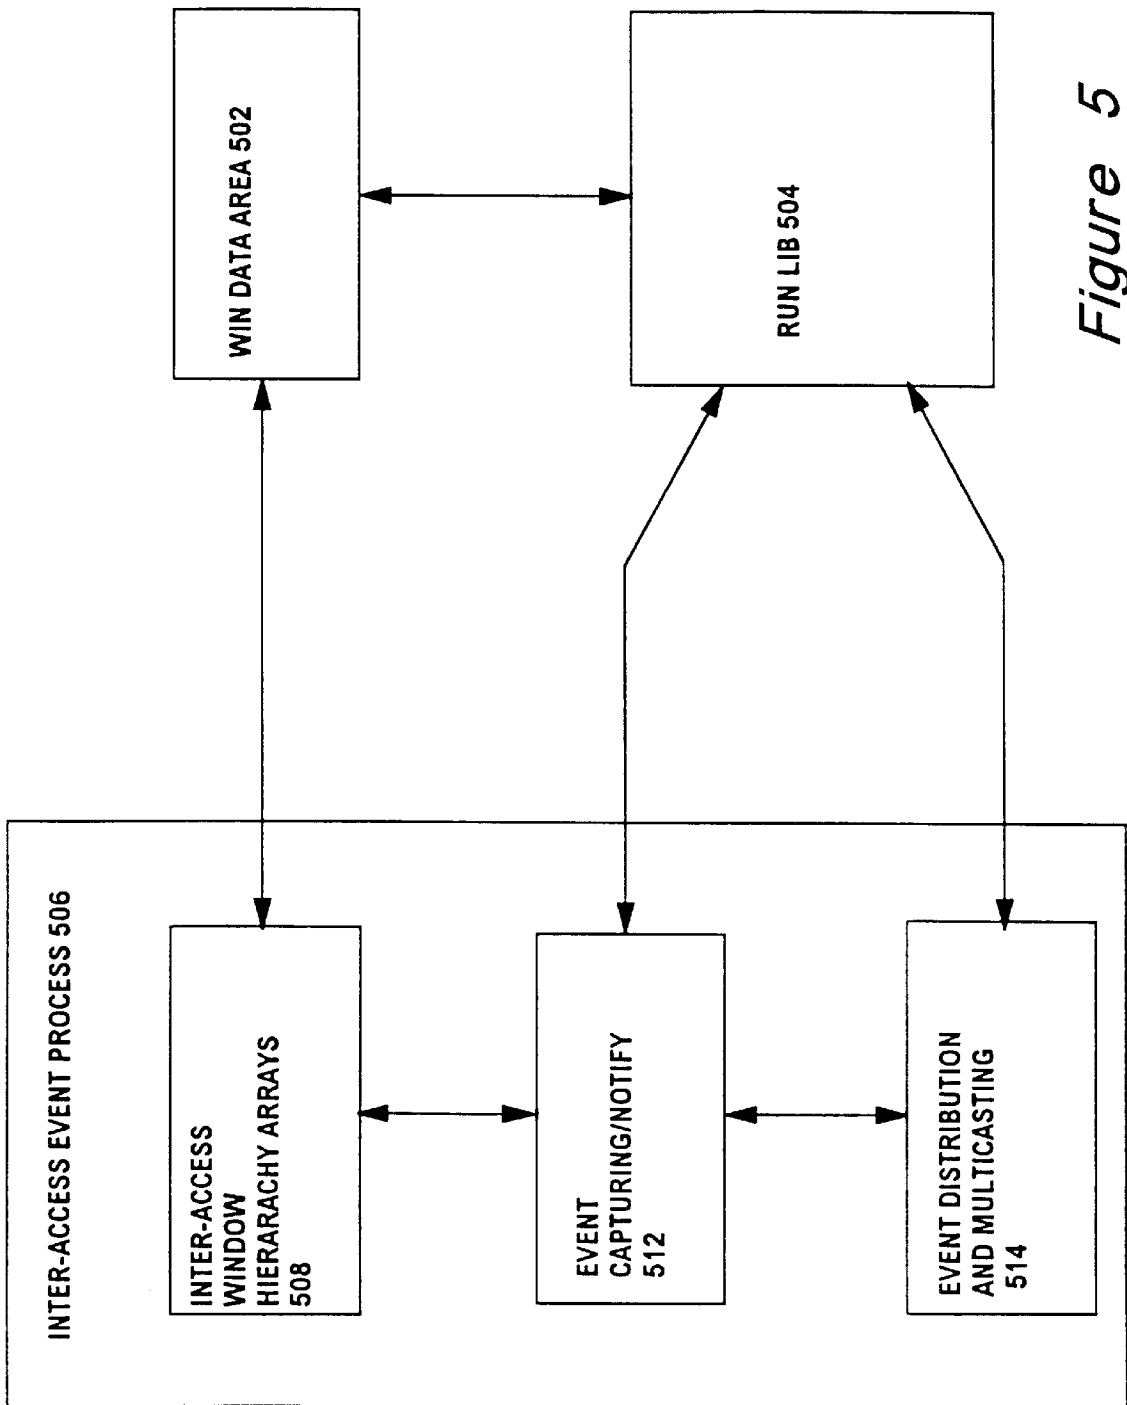 INTER-ACCESS EVENT PROCESS 506
INTER-ACCESS
WINDOW
HIERARACHY ARRAYS
508
EVENT
CAPTURING/NOTIFY
512
EVENT DISTRIBUTION
AND MULTICASTING
514
WIN DATA AREA 502
RUN LIB 504
Figure 5